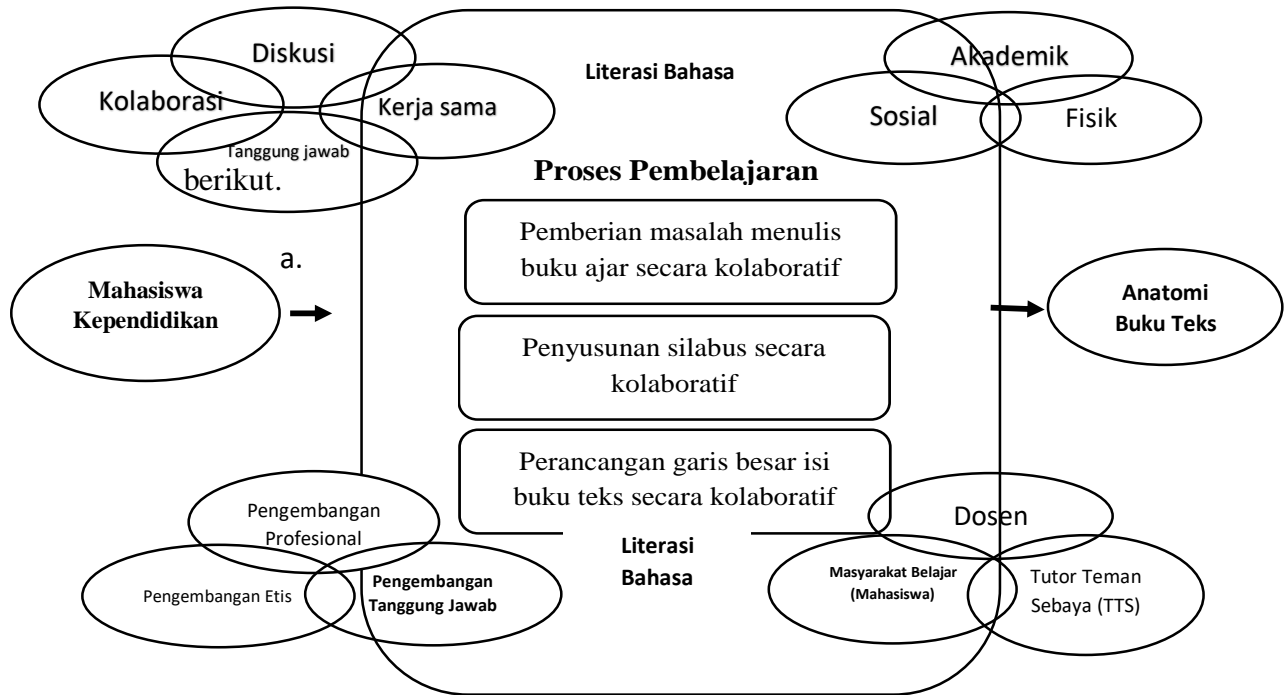 Diskusi
Kolaborasi
Kerja sama
Tanggung jawab
berikut.
Literasi Bahasa
Akademik
Sosial
Fisik
Proses Pembelajaran
Pemberian masalah menulis
buku ajar secara kolaboratif
a.
Mahasiswa
Kependidikan
Anatomi
Buku Teks
Penyusunan silabus secara
kolaboratif
Perancangan garis besar isi
buku teks secara kolaboratif
Pengembangan
Profesional
Pengembangan Etis
Pengembangan
Tanggung Jawab
Literasi
Bahasa
Dosen
Masyarakat Belajar
(Mahasiswa)
Tutor Teman
Sebaya (TTS)